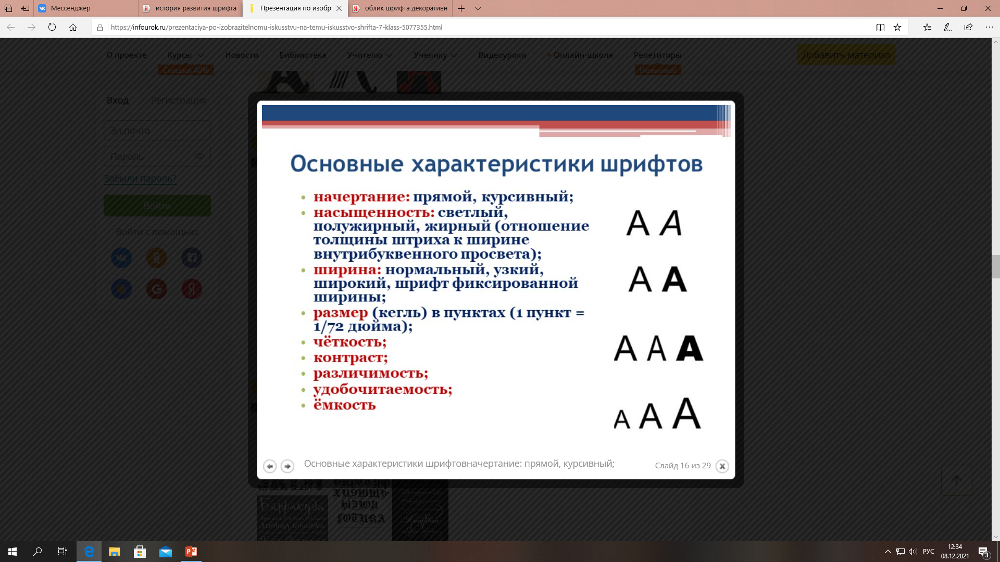 Мессенджер
история развития шрифта
Презентация по изобр
облик шрифта декоративн
https://infourok.ru/prezentaciya-po-izobrazitelnomu-iskusstvu-na-temu-iskusstvo-shrifta-7-klass-5077355.html
О проекте Курсы Новости Библиотека Учителю Ученику Видеоуроки Онлайн-школа Репетиторы Добавить материал
Скидка 40% Новинка!
Вход Регистрация
Эл.почта
Пароль
Забыли пароль?
Войти
Войти с помощью:
Основные характеристики шрифтов
• начертание: прямой, курсивный;
• насыщенность: светлый,
полужирный, жирный (отношение
толщины штриха к ширине
внутрибуквенного просвета);
• ширина: нормальный, узкий,
широкий, шрифт фиксированной
ширины;
• размер (кегль) в пунктах (1 пункт =
1/72 дюйма);
• чёткость;
• контраст;
• различимость;
• удобочитаемость;
• ёмкость
А А
А А
А А А
А А А
Основные характеристики шрифтовначертание: прямой, курсивный;
Слайд 16 из 29
Барракуда
ГОТИКА
РУС
12:34
08.12.2021
3